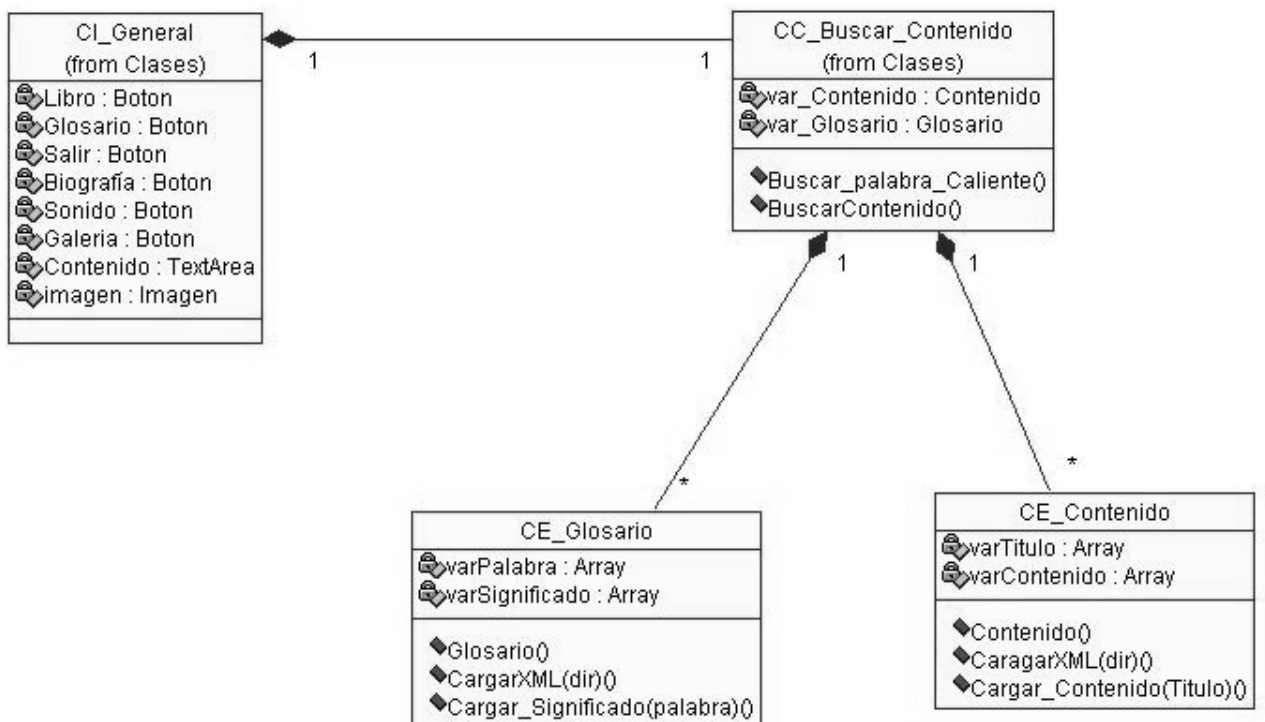 CI_General
(from Clases)
Libro : Boton
Glosario : Boton
Salir : Boton
Biografía : Boton
Sonido : Boton
Galeria : Boton
Contenido : TextArea
imagen : Imagen
1
1
CC_Buscar_Contenido
(from Clases)
var_Contenido : Contenido
var_Glosario : Glosario
Buscar_palabra_Caliente()
BuscarContenido()
1
1
*
*
CE_Glosario
varPalabra : Array
varSignificado : Array
Glosario()
CargarXML(dir)()
Cargar_Significado(palabra)()
CE_Contenido
varTitulo : Array
varContenido : Array
Contenido()
CaragarXML(dir)()
Cargar_Contenido(Titulo)()